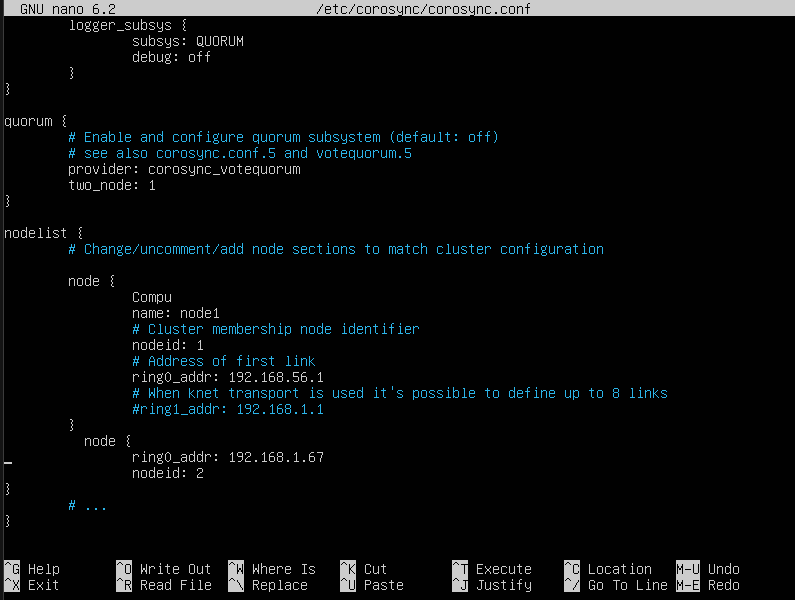 GNU nano 6.2 /etc/corosync/corosync.conf
logger_subsys {
subsys: QUORUM
debug: off
}
}
quorum {
# Enable and configure quorum subsystem (default: off)
# see also corosync.conf.5 and votequorum.5
provider: corosync_votequorum
two_node: 1
}
nodelist {
# Change/uncomment/add node sections to match cluster configuration
node {
Compu
name: node1
# Cluster membership node identifier
nodeid: 1
# Address of first link
ring0_addr: 192.168.56.1
# When knet transport is used it's possible to define up to 8 links
#ring1_addr: 192.168.1.1
}
node {
ring0_addr: 192.168.1.67
nodeid: 2
}
# ...
}
^G Help ^O Write Out ^W Where Is ^K Cut ^T Execute ^C Location M-U Undo
^X Exit ^R Read File ^\ Replace ^U Paste ^J Justify ^/ Go To Line M-E Redo